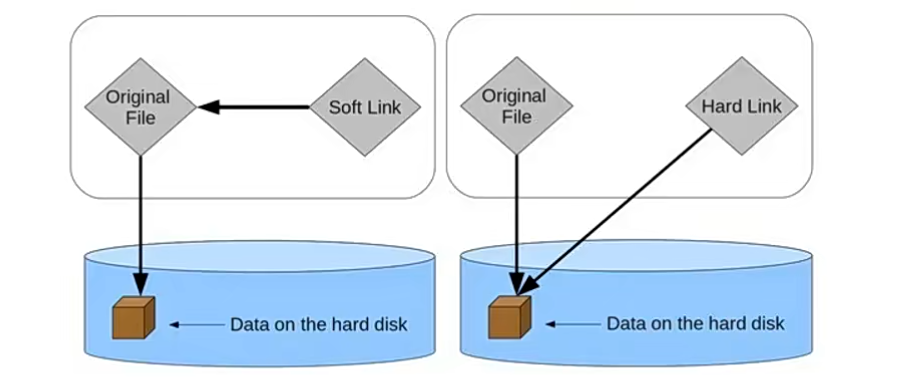 Original
File
Soft Link
Data on the hard disk
Original
File
Hard Link
Data on the hard disk